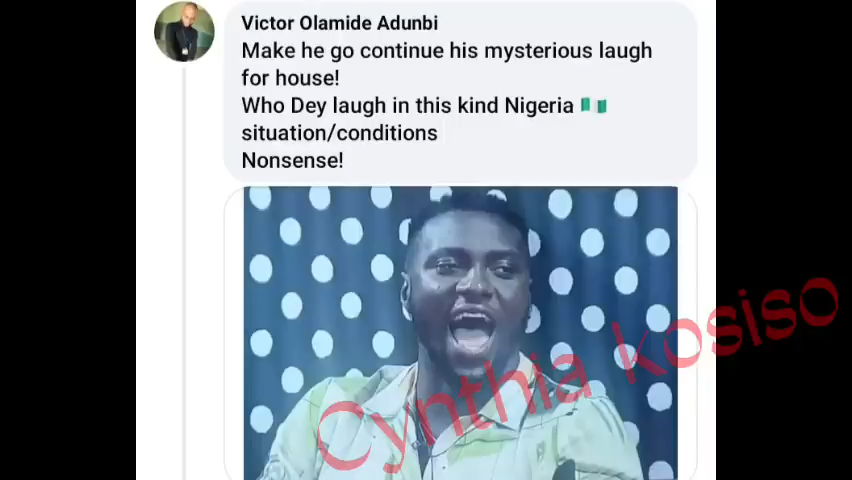 Victor Olamide Adunbi
Make he go continue his mysterious laugh
for house!
Who Dey laugh in this kind Nigeria 🇳🇬
situation/conditions
Nonsense!
Cynthia kosiso